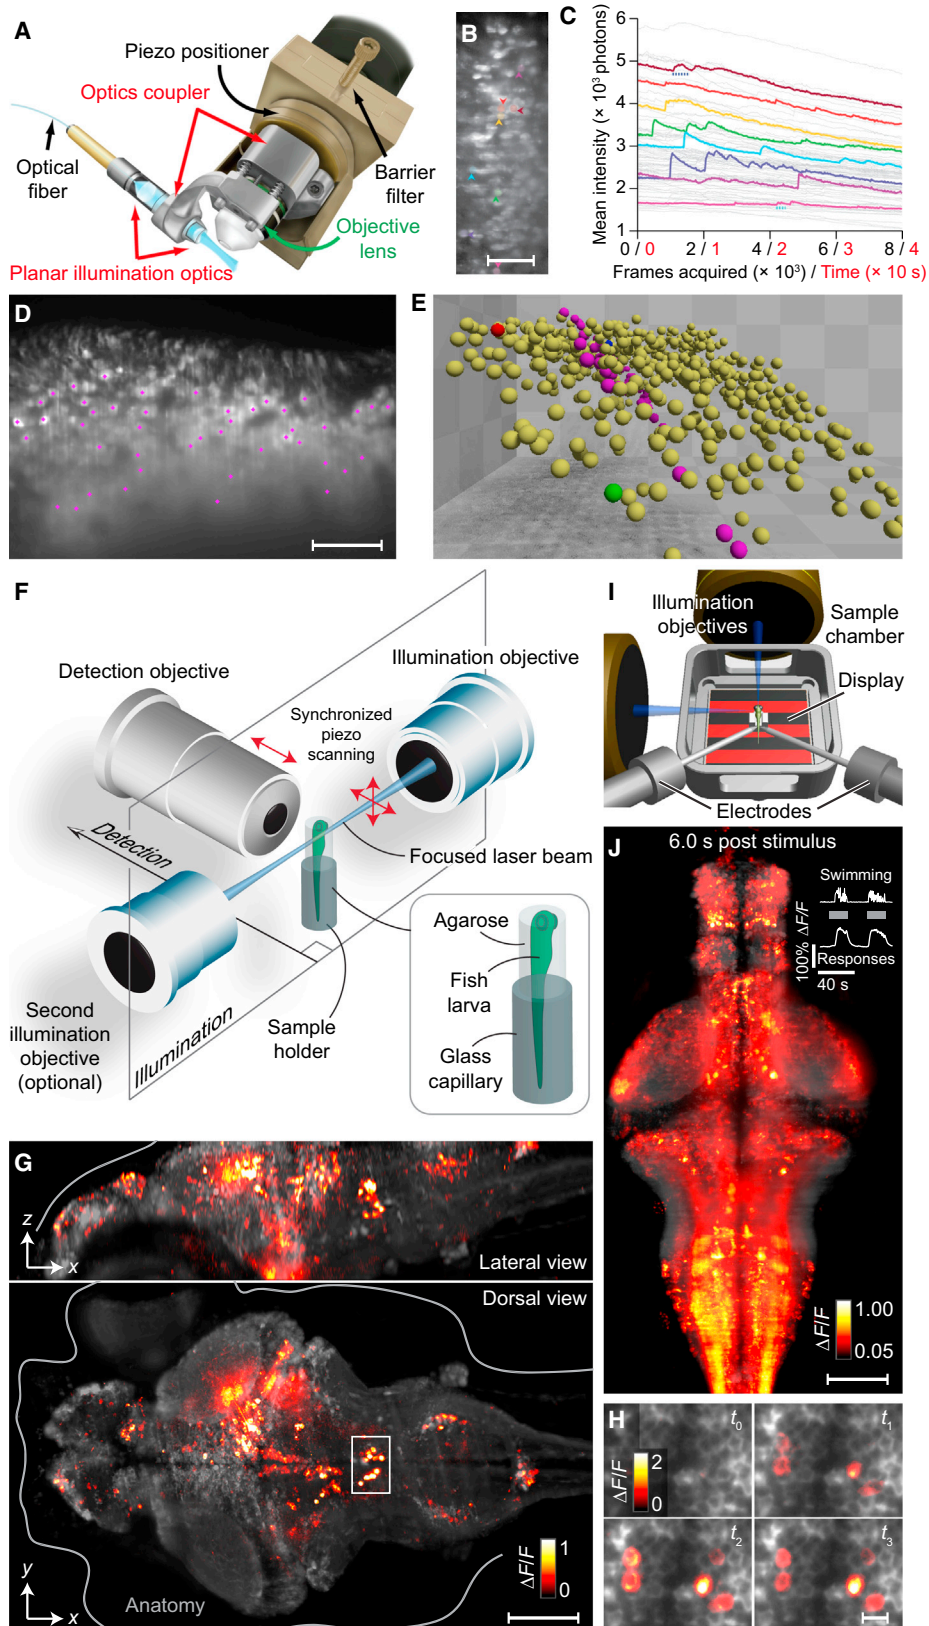 A
Piezo positioner
Optics coupler
Optical
fiber
Barrier
filter
Objective
lens
Planar illumination optics
B
C
Mean intensity (× 10³ photons)
6
5
4
3
2
1
0 / 0
2 / 1
4 / 2
6 / 3
8 / 4
Frames acquired (× 10³) / Time (× 10 s)
D
E
F
Detection objective
Illumination objective
Synchronized
piezo
scanning
Detection
Focused laser beam
Second
illumination
objective
(optional)
Illumination
Sample
holder
Agarose
Fish
larva
Glass
capillary
G
z
x
Lateral view
Dorsal view
y
x
Anatomy
ΔF/F
1
0
I
Illumination
objectives
Sample
chamber
Display
Electrodes
J
6.0 s post stimulus
Swimming
100% ΔF/F
Responses
40 s
ΔF/F
1.00
0.05
H
t₀
t₁
ΔF/F
2
0
t₂
t₃